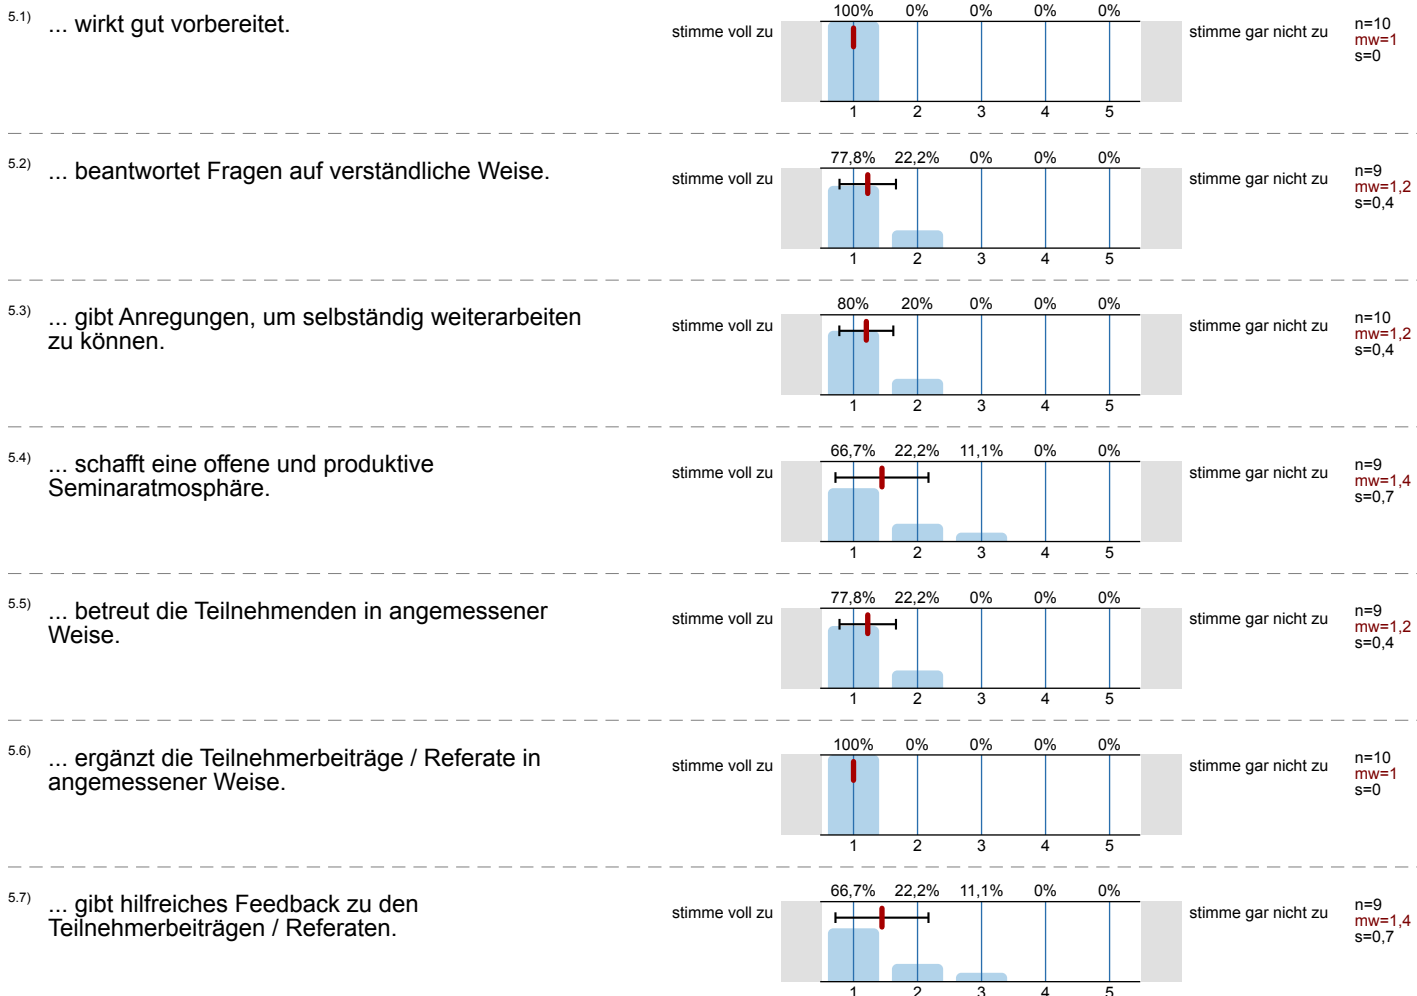 5.1) ... wirkt gut vorbereitet.
stimme voll zu
100% 0% 0% 0% 0%
1 2 3 4 5
stimme gar nicht zu
n=10
mw=1
s=0
5.2) ... beantwortet Fragen auf verständliche Weise.
stimme voll zu
77,8% 22,2% 0% 0% 0%
1 2 3 4 5
stimme gar nicht zu
n=9
mw=1,2
s=0,4
5.3) ... gibt Anregungen, um selbständig weiterarbeiten
zu können.
stimme voll zu
80% 20% 0% 0% 0%
1 2 3 4 5
stimme gar nicht zu
n=10
mw=1,2
s=0,4
5.4) ... schafft eine offene und produktive
Seminaratmosphäre.
stimme voll zu
66,7% 22,2% 11,1% 0% 0%
1 2 3 4 5
stimme gar nicht zu
n=9
mw=1,4
s=0,7
5.5) ... betreut die Teilnehmenden in angemessener
Weise.
stimme voll zu
77,8% 22,2% 0% 0% 0%
1 2 3 4 5
stimme gar nicht zu
n=9
mw=1,2
s=0,4
5.6) ... ergänzt die Teilnehmerbeiträge / Referate in
angemessener Weise.
stimme voll zu
100% 0% 0% 0% 0%
1 2 3 4 5
stimme gar nicht zu
n=10
mw=1
s=0
5.7) ... gibt hilfreiches Feedback zu den
Teilnehmerbeiträgen / Referaten.
stimme voll zu
66,7% 22,2% 11,1% 0% 0%
1 2 3 4 5
stimme gar nicht zu
n=9
mw=1,4
s=0,7